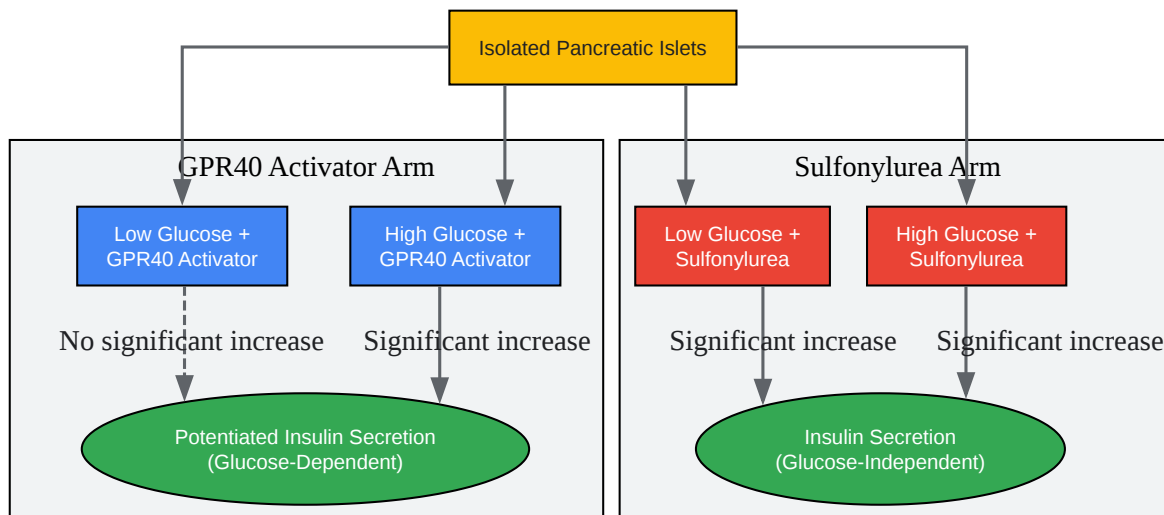 Isolated Pancreatic Islets
GPR40 Activator Arm
Sulfonylurea Arm
Low Glucose +
GPR40 Activator
High Glucose +
GPR40 Activator
Low Glucose +
Sulfonylurea
High Glucose +
Sulfonylurea
No significant increase
Significant increase
Significant increase
Significant increase
Potentiated Insulin Secretion
(Glucose-Dependent)
Insulin Secretion
(Glucose-Independent)